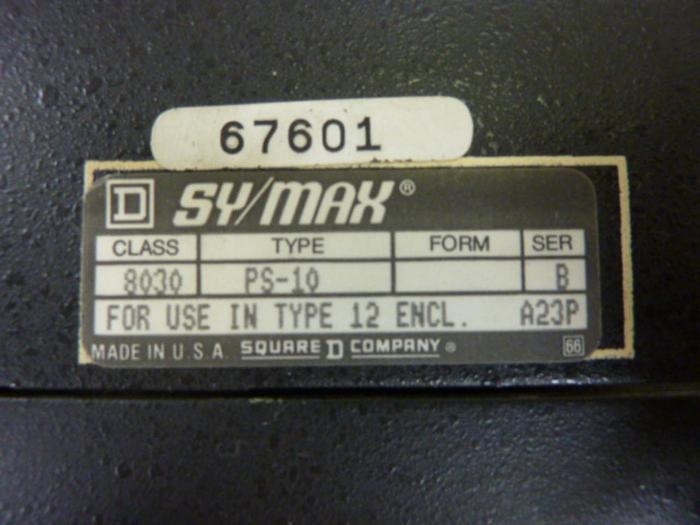 67601
D SY/MAX®
CLASS TYPE FORM SER
8030 PS-10 B
FOR USE IN TYPE 12 ENCL. A23P
MADE IN U.S.A. SQUARE D COMPANY ® 66